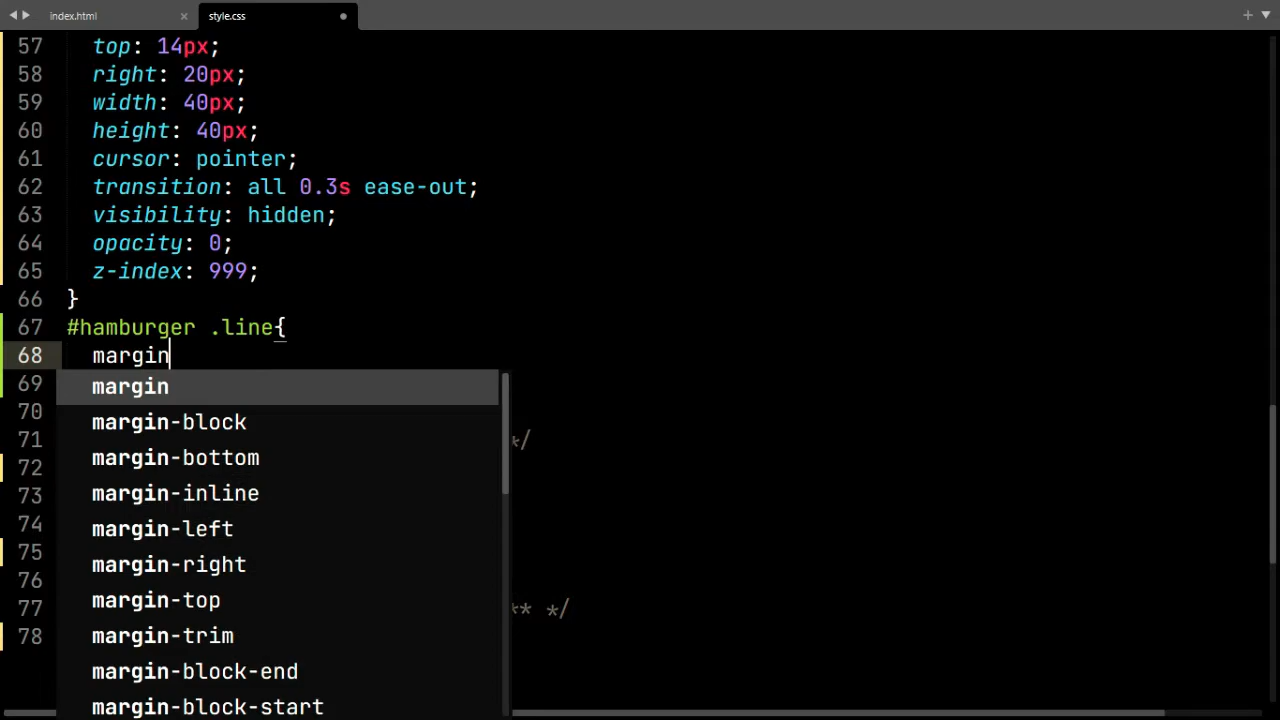 index.html
style.css
57 top: 14px;
58 right: 20px;
59 width: 40px;
60 height: 40px;
61 cursor: pointer;
62 transition: all 0.3s ease-out;
63 visibility: hidden;
64 opacity: 0;
65 z-index: 999;
66 }
67 #hamburger .line{
68 margin
69 margin
70 margin-block
71 */
72 margin-bottom
73 margin-inline
74 margin-left
75 margin-right
76 margin-top
77 ** */
78 margin-trim
margin-block-end
margin-block-start